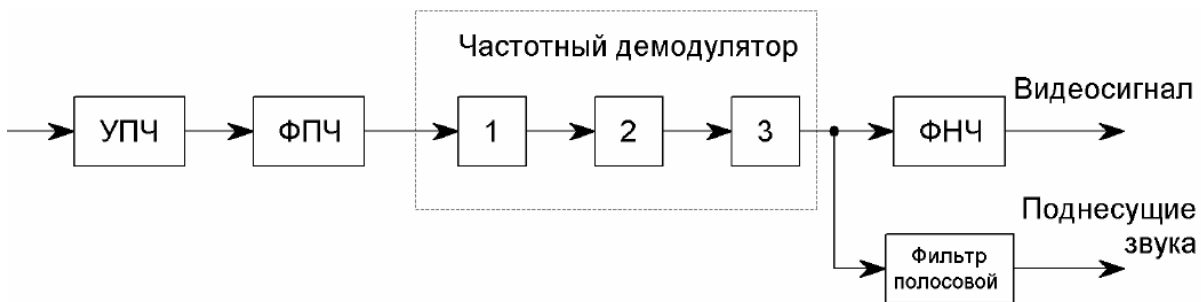 Частотный демодулятор
УПЧ
ФПЧ
1
2
3
ФНЧ
Видеосигнал
Поднесущие
звука
Фильтр
полосовой